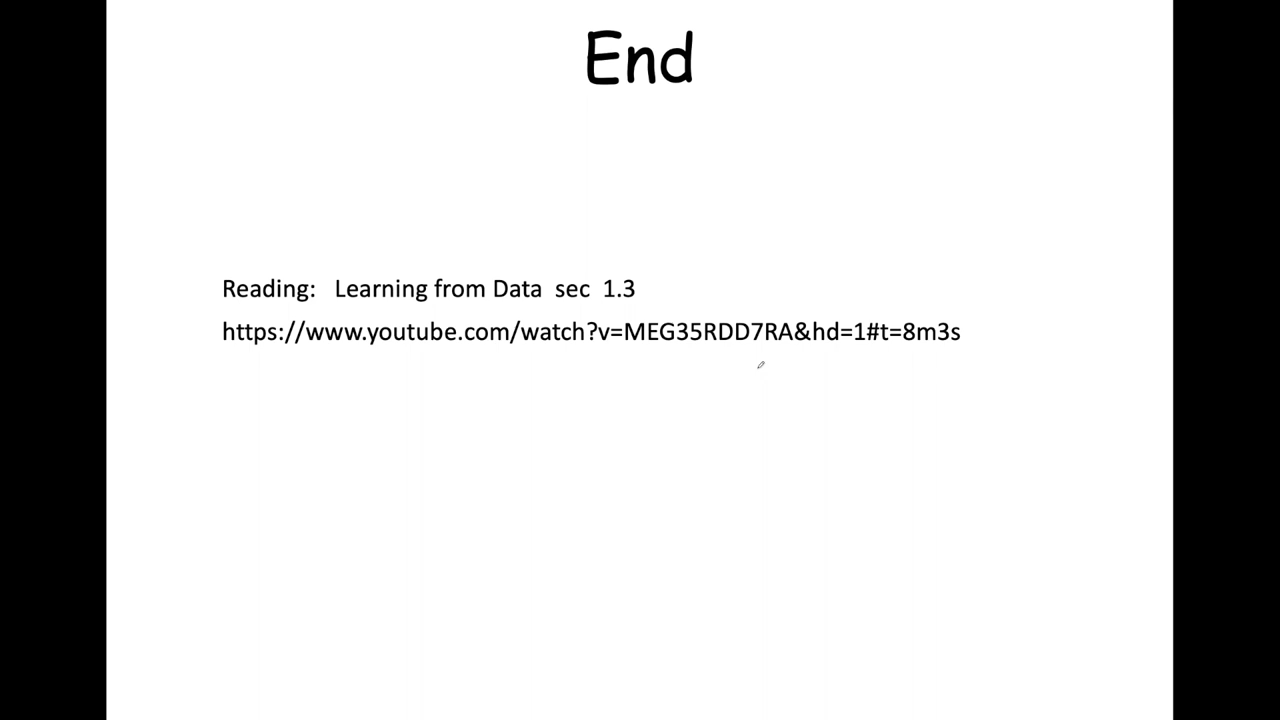 End
Reading: Learning from Data sec 1.3
https://www.youtube.com/watch?v=MEG35RDD7RA&hd=1#t=8m3s